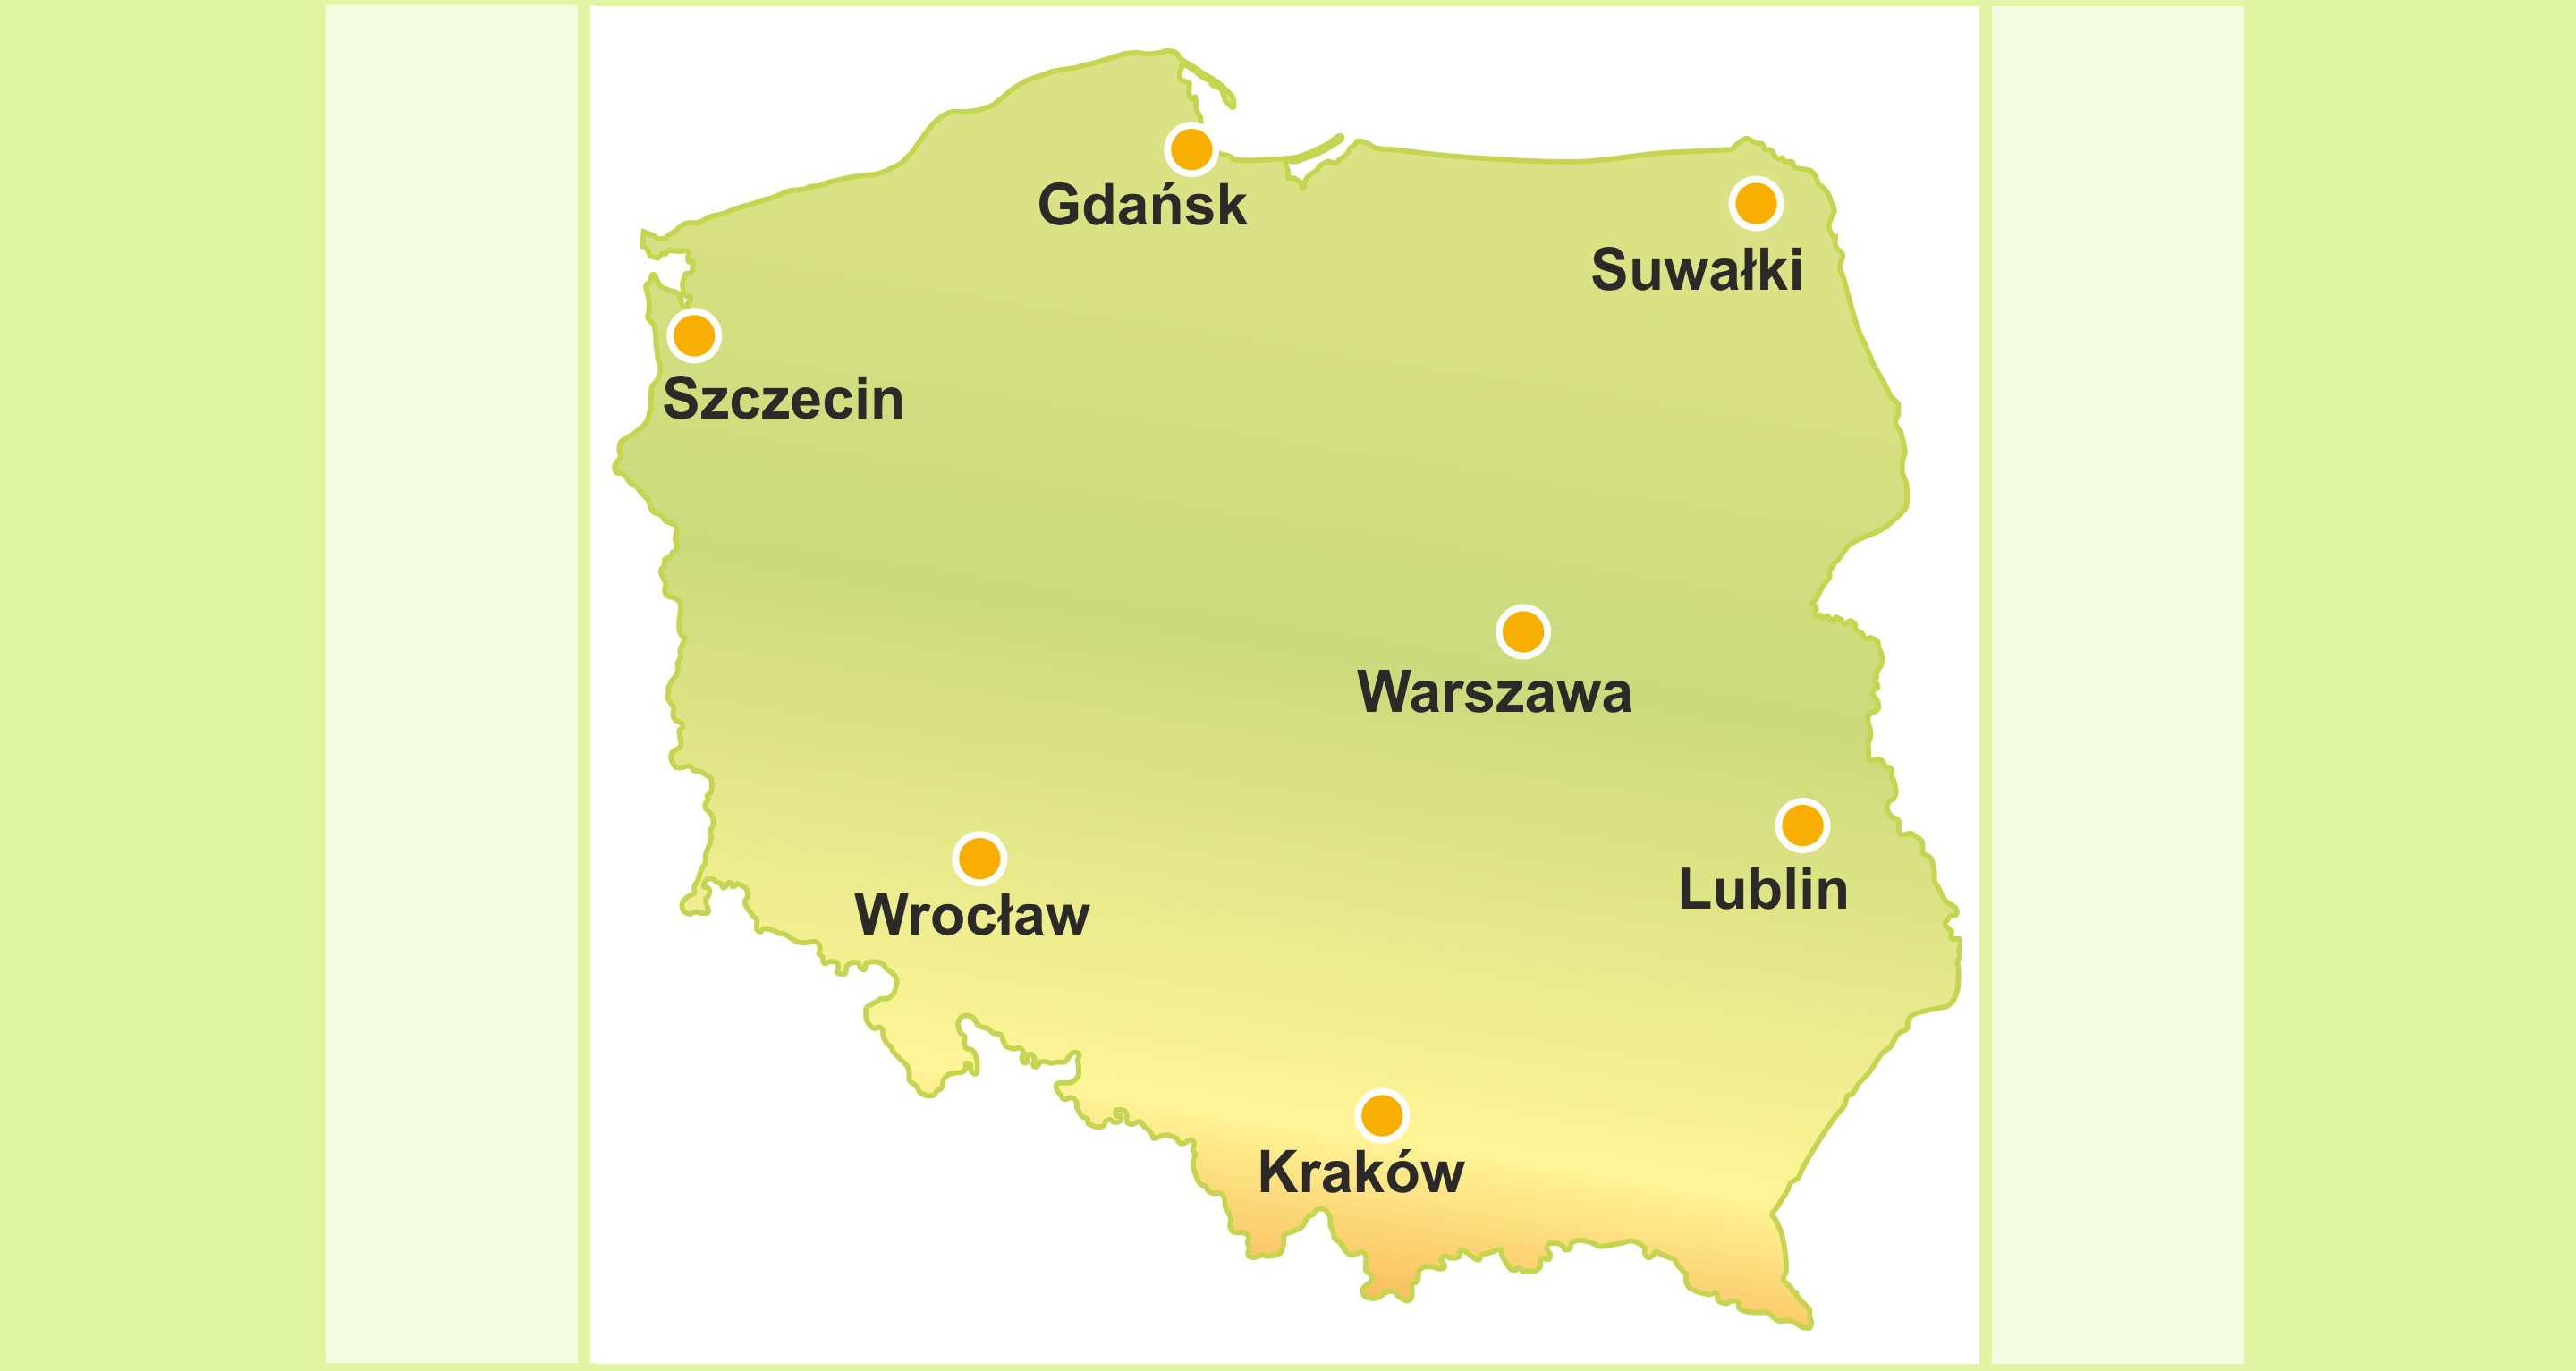 Gdańsk
Suwałki
Szczecin
Warszawa
Lublin
Wrocław
Kraków